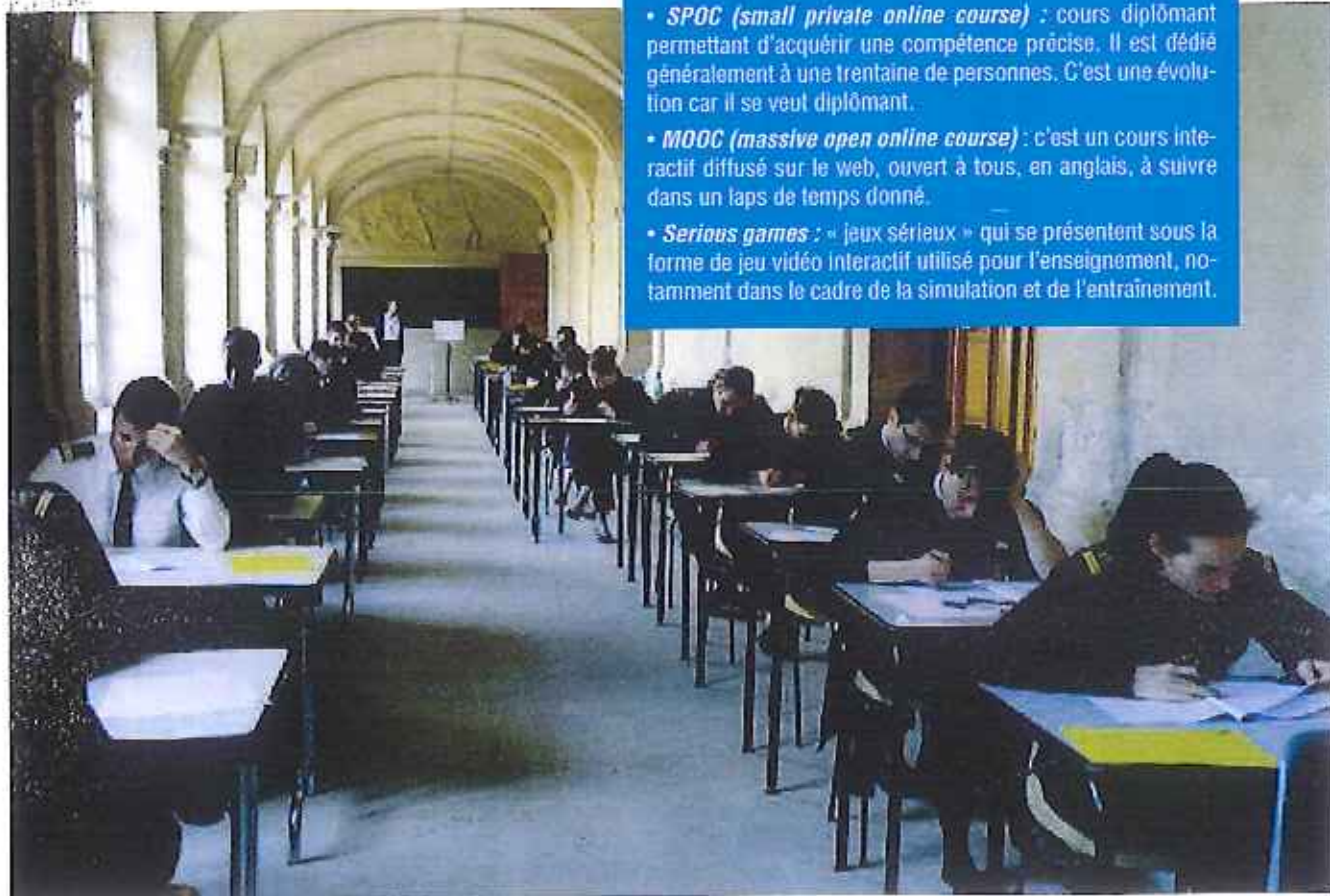 • SPOC (small private online course) : cours diplômant
permettant d'acquérir une compétence précise. Il est dédié
généralement à une trentaine de personnes. C'est une évolu-
tion car il se veut diplômant.
• MOOC (massive open online course) : c'est un cours inte-
ractif diffusé sur le web, ouvert à tous, en anglais, à suivre
dans un laps de temps donné.
• Serious games : « jeux sérieux » qui se présentent sous la
forme de jeu vidéo interactif utilisé pour l'enseignement, no-
tamment dans le cadre de la simulation et de l'entraînement.